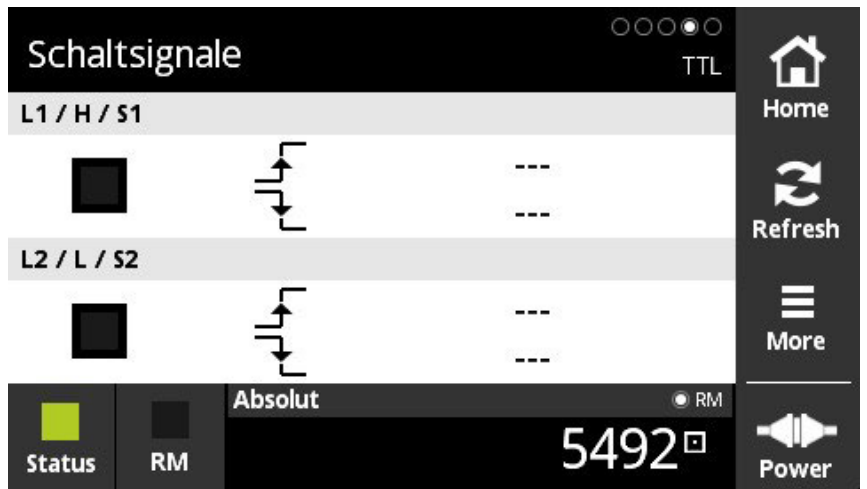 Schaltsignale
TTL
L1 / H / S1
---
---
L2 / L / S2
---
---
Status
RM
Absolut
RM
5492
Home
Refresh
More
Power